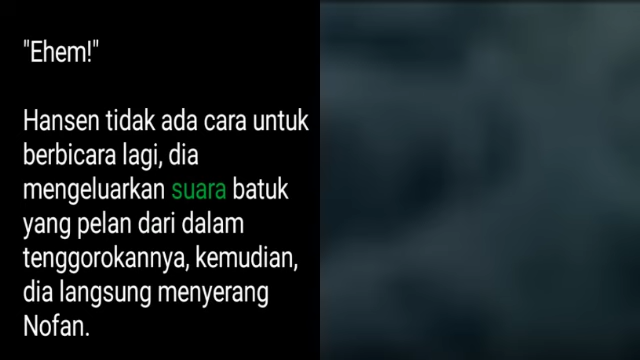 "Ehem!"
Hansen tidak ada cara untuk
berbicara lagi, dia
mengeluarkan suara batuk
yang pelan dari dalam
tenggorokannya, kemudian,
dia langsung menyerang
Nofan.